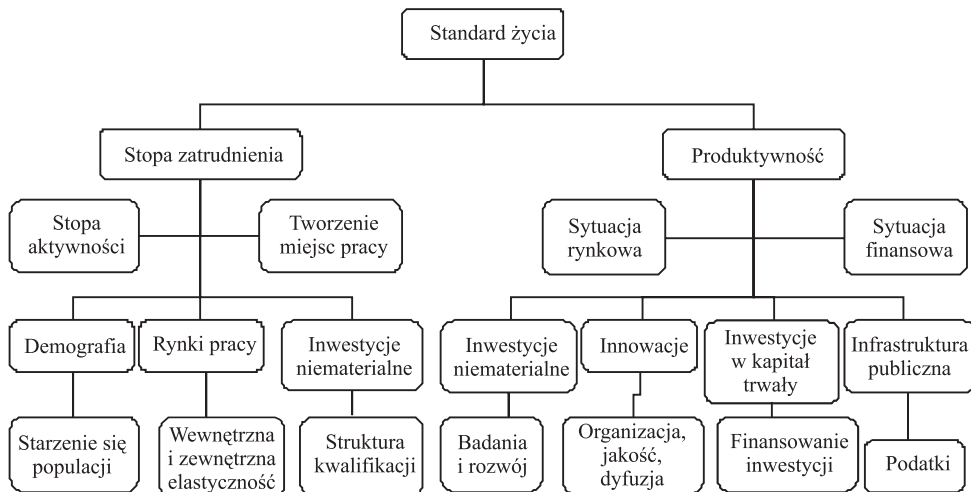 Standard życia
Stopa zatrudnienia
Produktywność
Stopa
aktywności
Tworzenie
miejsc pracy
Sytuacja
rynkowa
Sytuacja
finansowa
Demografia
Rynki pracy
Inwestycje
niematerialne
Inwestycje
niematerialne
Innowacje
Inwestycje
w kapitał
trwały
Infrastruktura
publiczna
Starzenie się
populacji
Wewnętrzna
i zewnętrzna
elastyczność
Struktura
kwalifikacji
Badania
i rozwój
Organizacja,
jakość,
dyfuzja
Finansowanie
inwestycji
Podatki